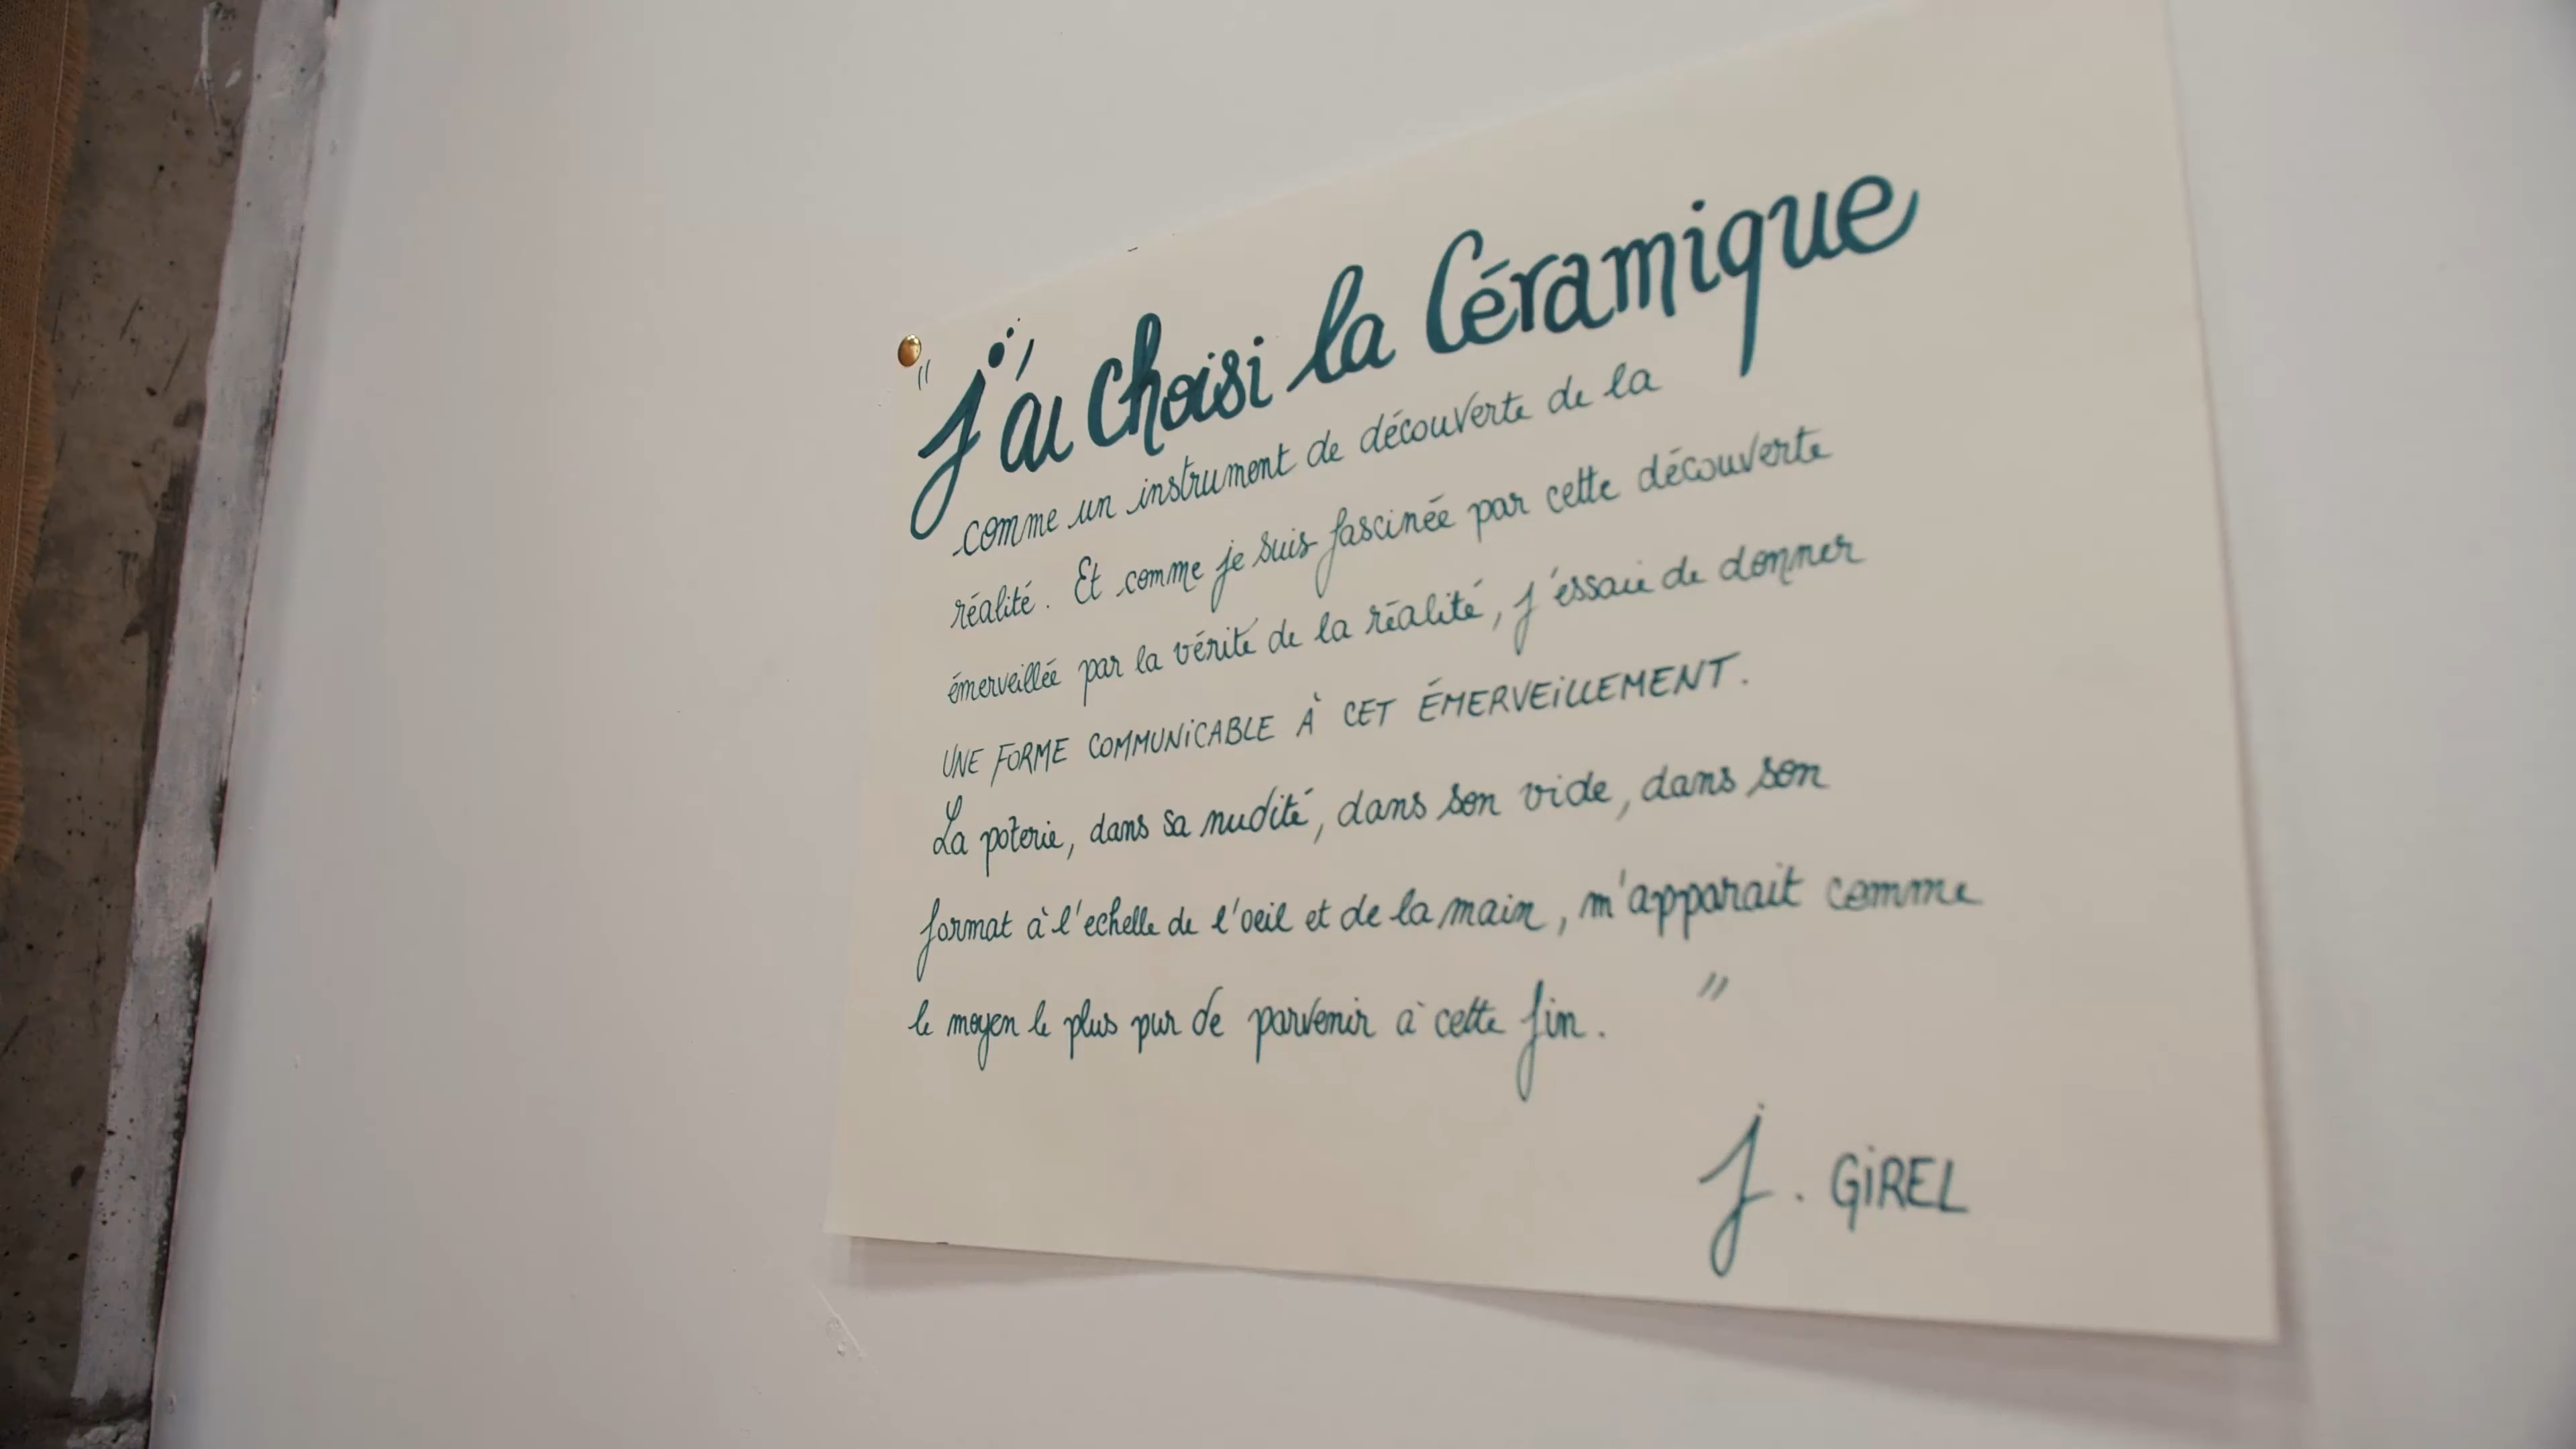 "J'ai choisi la Céramique
comme un instrument de découverte de la
réalité. Et comme je suis fascinée par cette découverte
émerveillée par la vérité de la réalité, j'essaie de donner
UNE FORME COMMUNiCABLE À CET ÉMERVEiLLEMENT.
La poterie, dans sa nudité, dans son vide, dans son
format à l'echelle de l'oeil et de la main, m'apparait comme
le moyen le plus pur de parvenir à cette fin. "
J. GiREL